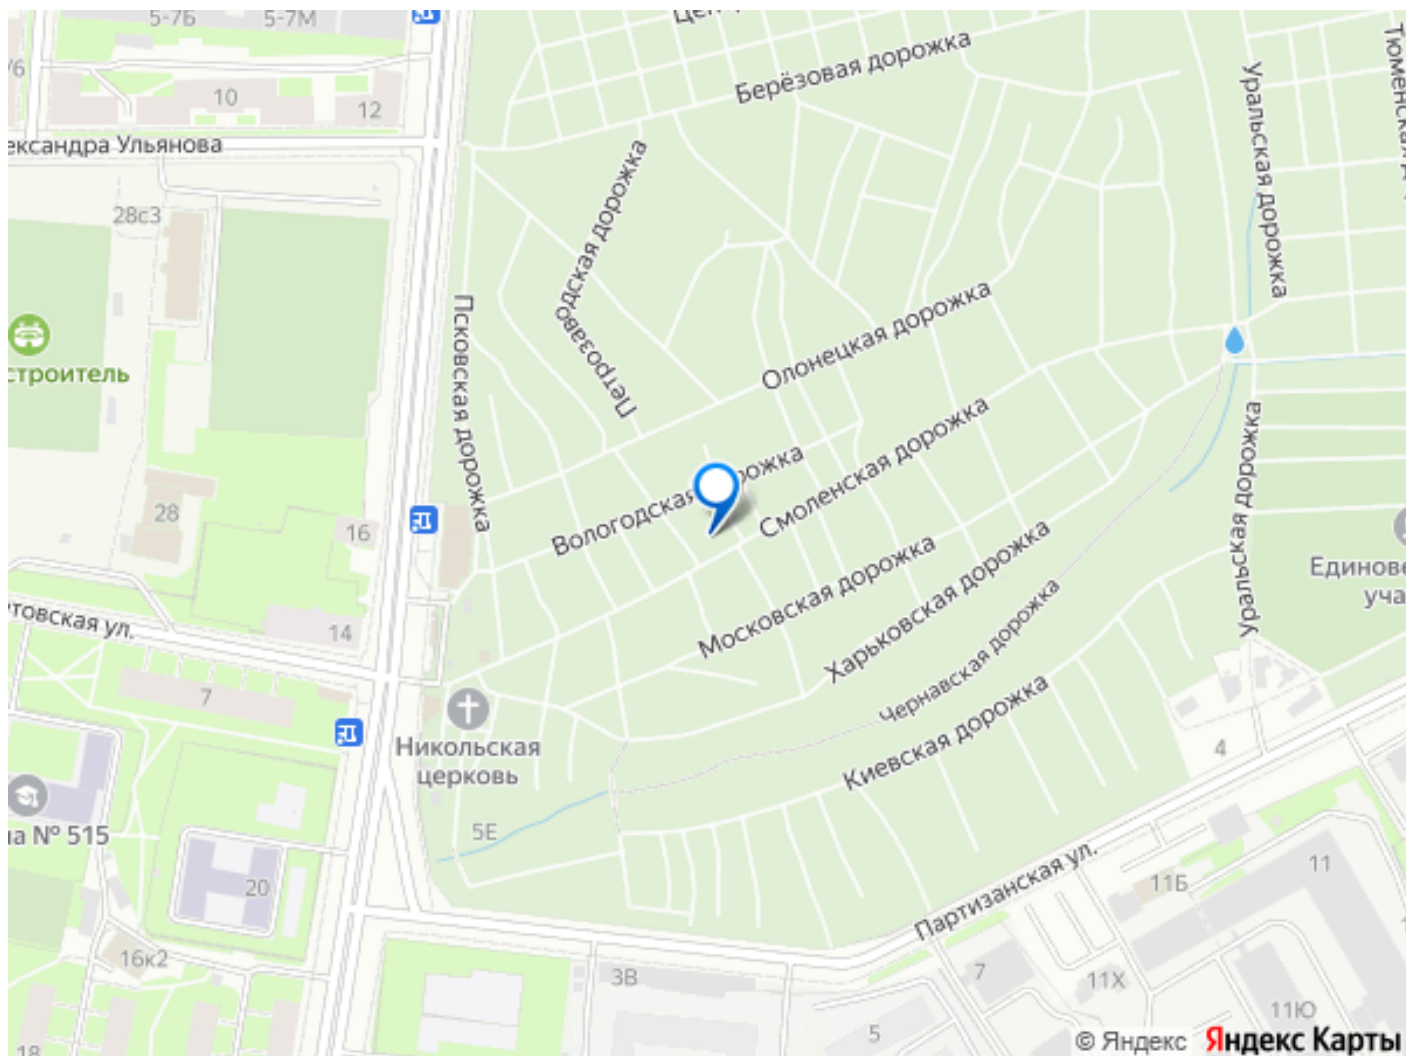 5-7Б
5-7М
10
12
Берёзовая дорожка
Уральская дорожка
Александра Ульянова
28с3
Петрозаводская дорожка
Псковская дорожка
Олонецкая дорожка
строитель
Вологодская дорожка
Смоленская дорожка
28
16
Московская дорожка
Харьковская дорожка
Уральская дорожка
Чернавская дорожка
Единове
уча
товская ул.
14
7
Никольская
церковь
Киевская дорожка
4
а № 515
5Е
20
Партизанская ул.
11Б
11
16к2
3В
7
11Х
5
11Ю
18
© Яндекс Яндекс Карты